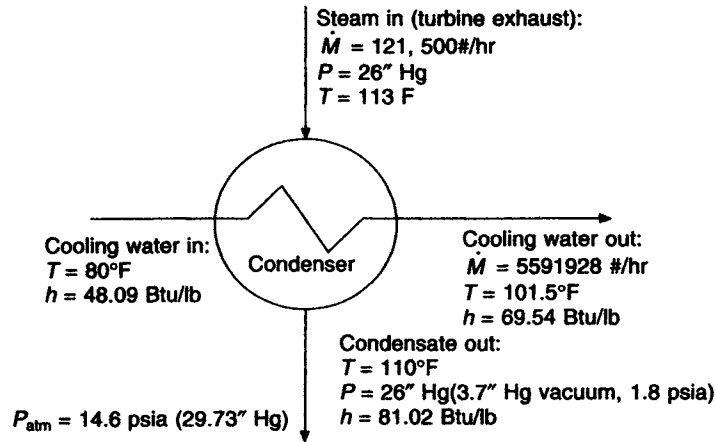 Steam in (turbine exhaust):
Ṁ = 121, 500#/hr
P = 26″ Hg
T = 113 F
Cooling water in:
T = 80°F
h = 48.09 Btu/lb
Condenser
Cooling water out:
Ṁ = 5591928 #/hr
T = 101.5°F
h = 69.54 Btu/lb
Condensate out:
T = 110°F
P = 26″ Hg(3.7″ Hg vacuum, 1.8 psia)
h = 81.02 Btu/lb
Patm = 14.6 psia (29.73″ Hg)